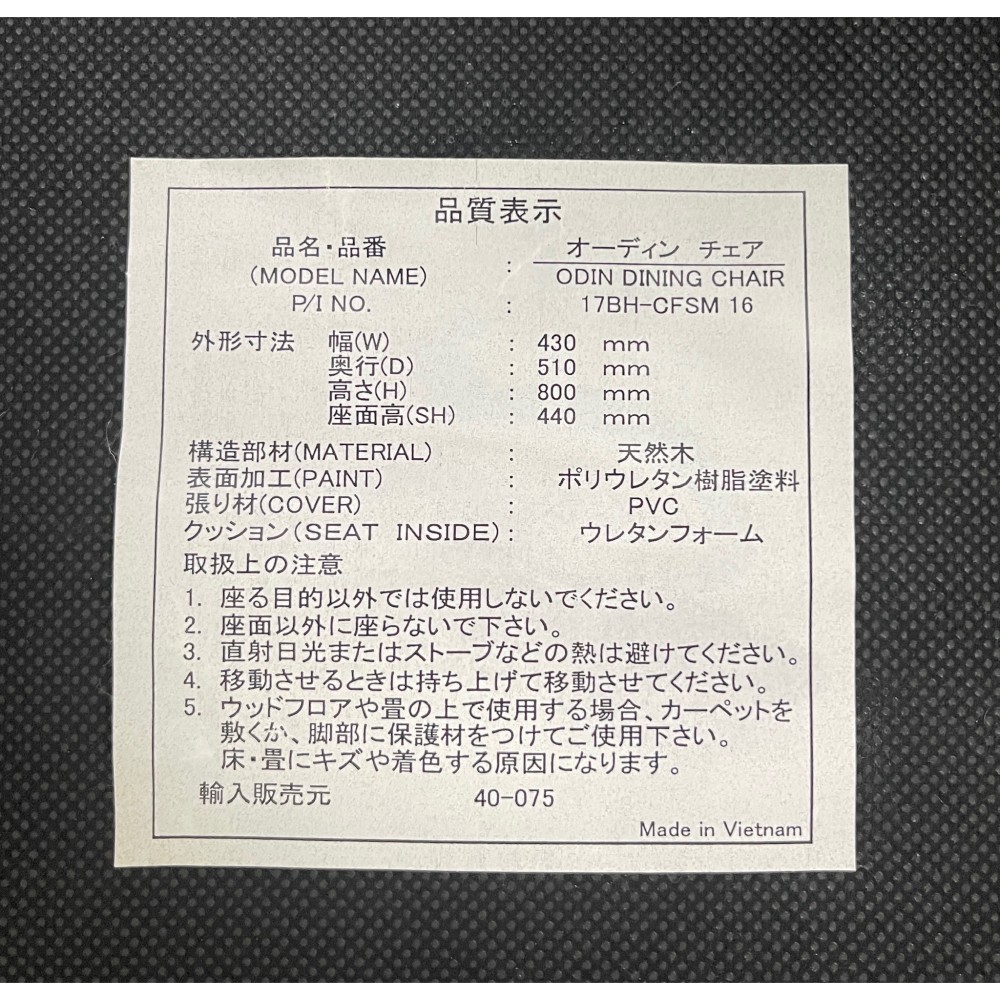 品質表示
品名・品番 : オーディン チェア
(MODEL NAME) ODIN DINING CHAIR
P/I NO. : 17BH-CFSM 16
外形寸法 幅(W) : 430 mm
奥行(D) : 510 mm
高さ(H) : 800 mm
座面高(SH) : 440 mm
構造部材(MATERIAL) : 天然木
表面加工(PAINT) : ポリウレタン樹脂塗料
張り材(COVER) : PVC
クッション(SEAT INSIDE) : ウレタンフォーム
取扱上の注意
1. 座る目的以外では使用しないでください。
2. 座面以外に座らないで下さい。
3. 直射日光またはストーブなどの熱は避けてください。
4. 移動させるときは持ち上げて移動させてください。
5. ウッドフロアや畳の上で使用する場合、カーペットを
敷くか、脚部に保護材をつけてご使用下さい。
床・畳にキズや着色する原因になります。
輸入販売元 40-075
Made in Vietnam